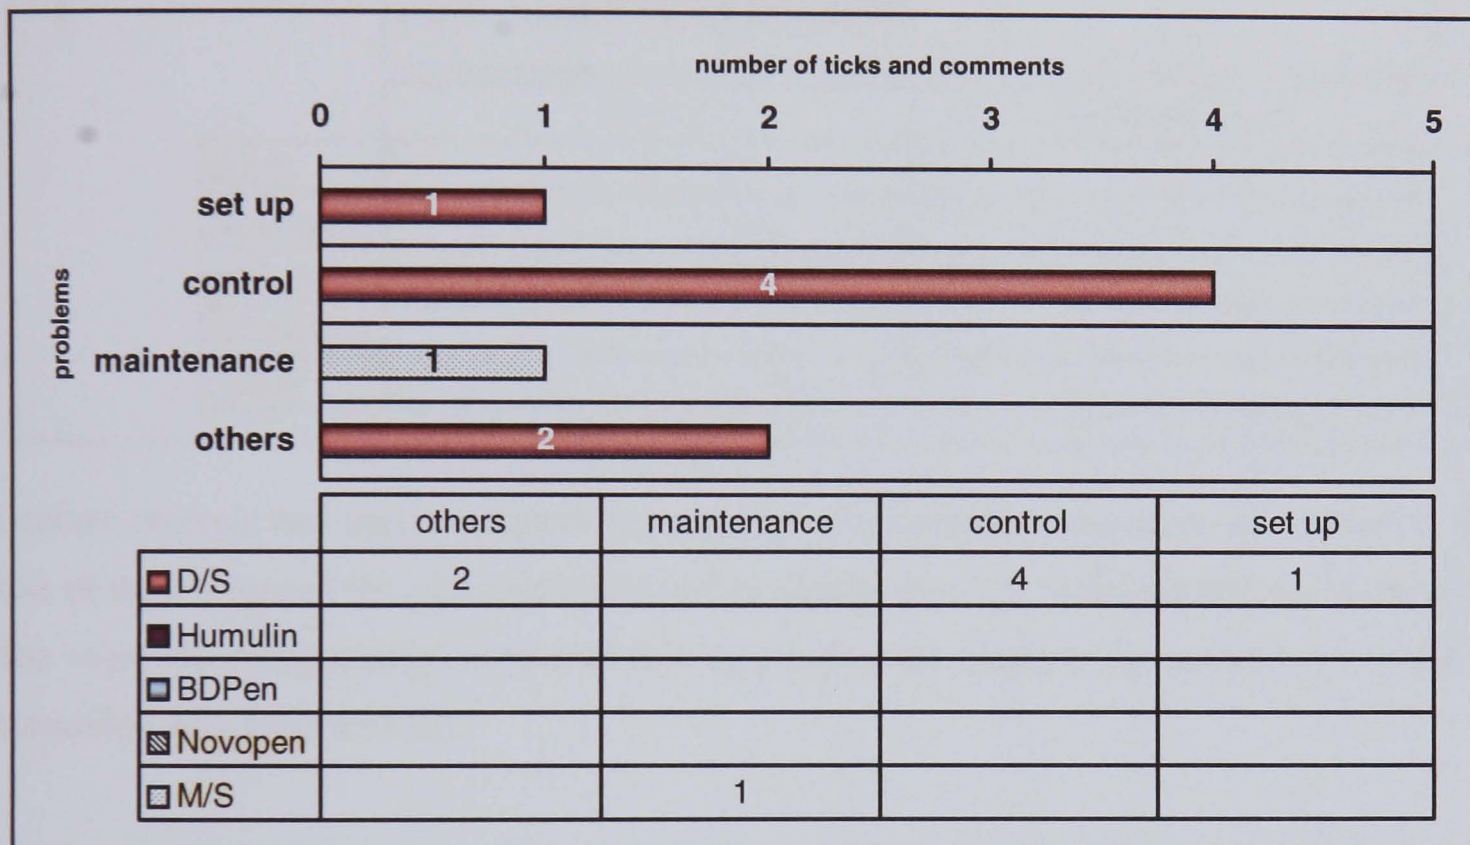 number of ticks and comments
0 1 2 3 4 5
problems
set up 1
control 4
maintenance 1
others 2
others maintenance control set up
D/S 2 4 1
Humulin
BDPen
Novopen
M/S 1